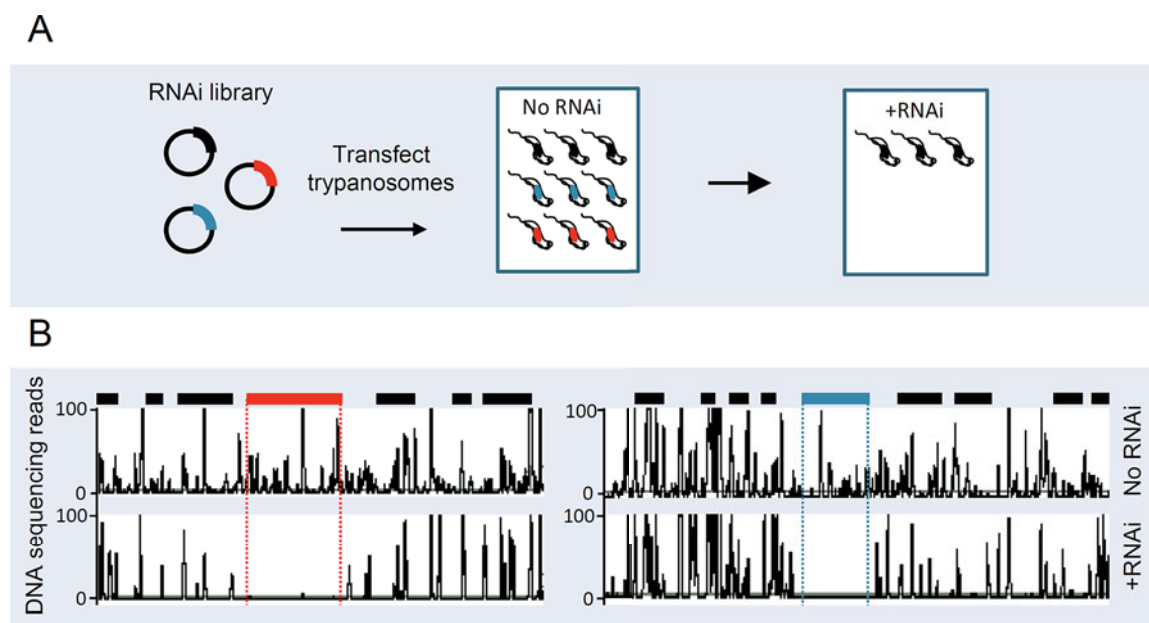 A
RNAi library
Transfect
trypanosomes
No RNAi
+RNAi
B
DNA sequencing reads
100
0
100
0
100
0
100
0
No RNAi
+RNAi